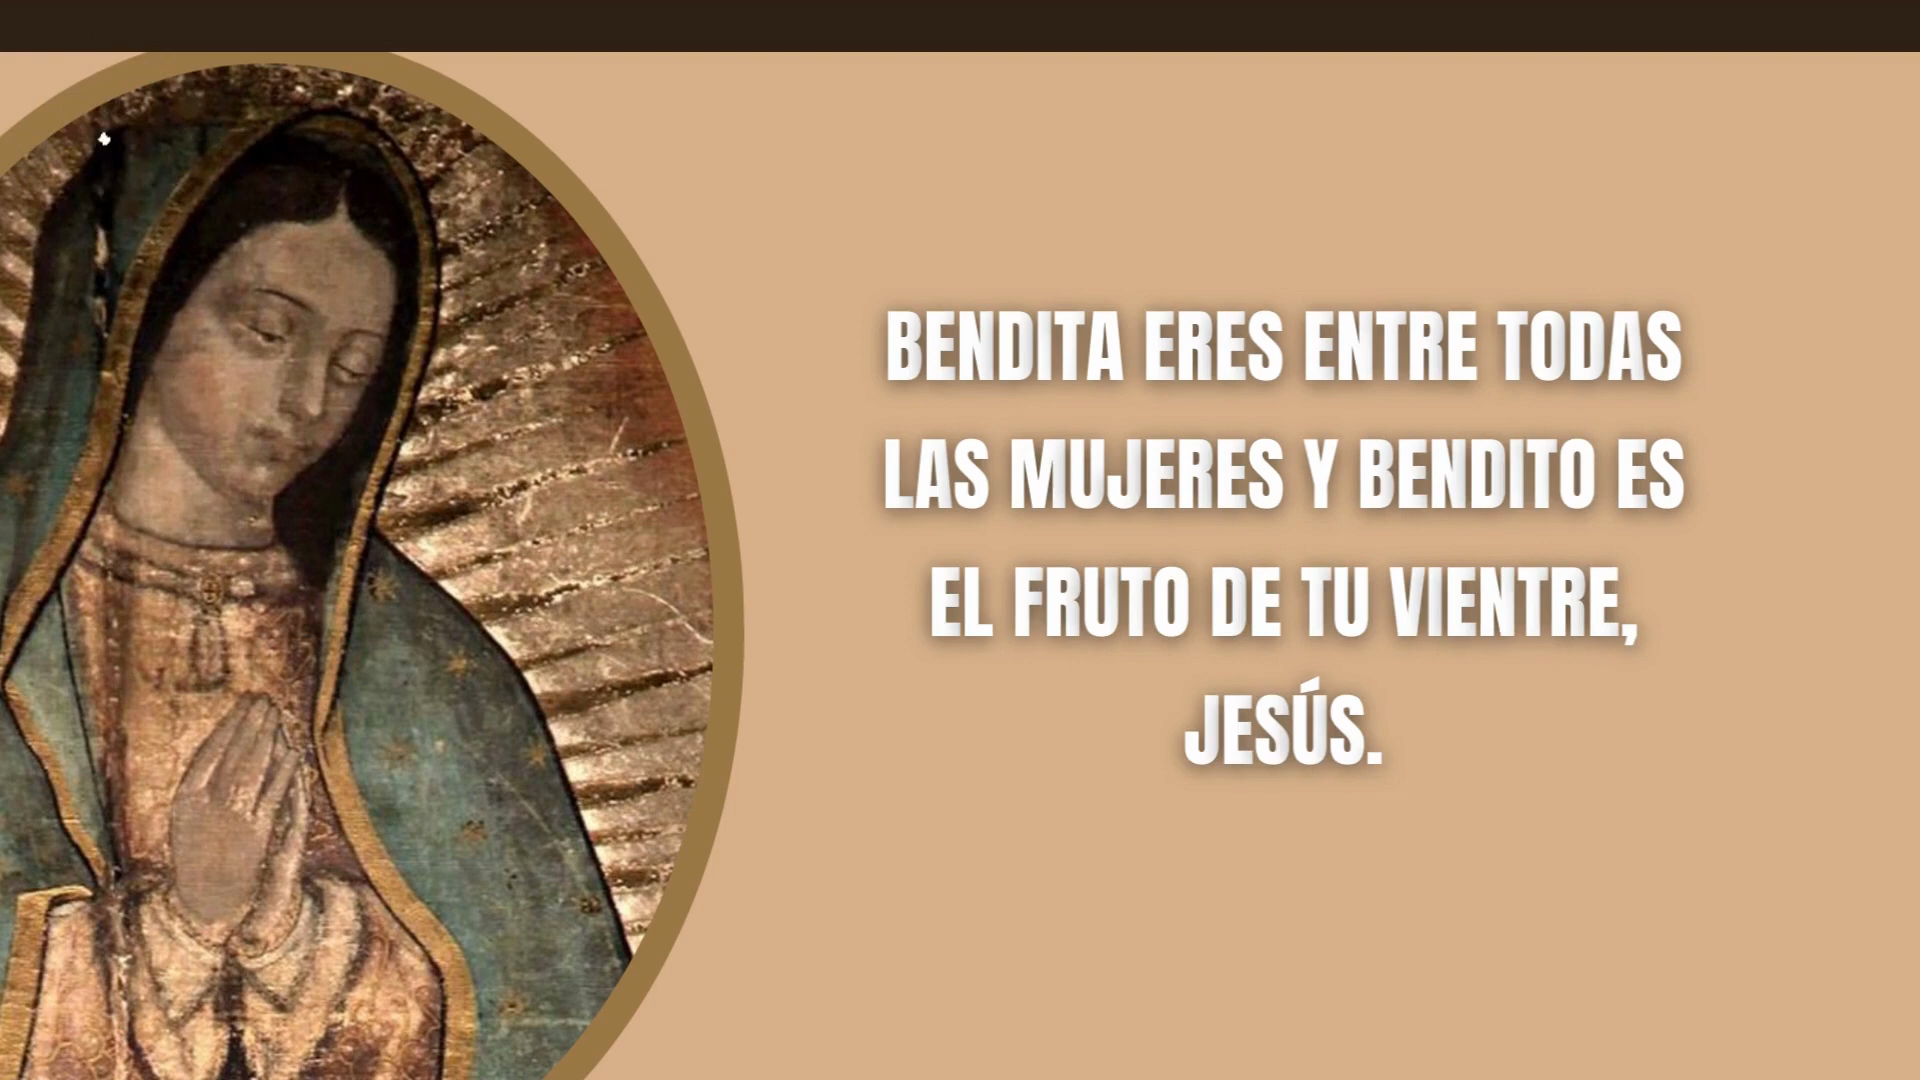 BENDITA ERES ENTRE TODAS
LAS MUJERES Y BENDITO ES
EL FRUTO DE TU VIENTRE,
JESÚS.